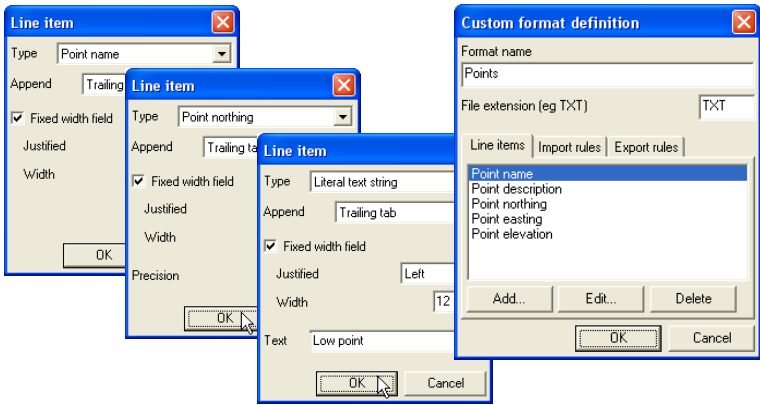 Line item
Type Point name
Append Trailing
Fixed width field
Justified
Width
OK
Line item
Type Point northing
Append Trailing ta
Fixed width field
Justified
Width
Precision
OK
Line item
Type Literal text string
Append Trailing tab
Fixed width field
Justified Left
Width 12
Text Low point
OK Cancel
Custom format definition
Format name
Points
File extension (eg TXT) TXT
Line items Import rules Export rules
Point name
Point description
Point northing
Point easting
Point elevation
Add... Edit... Delete
OK Cancel